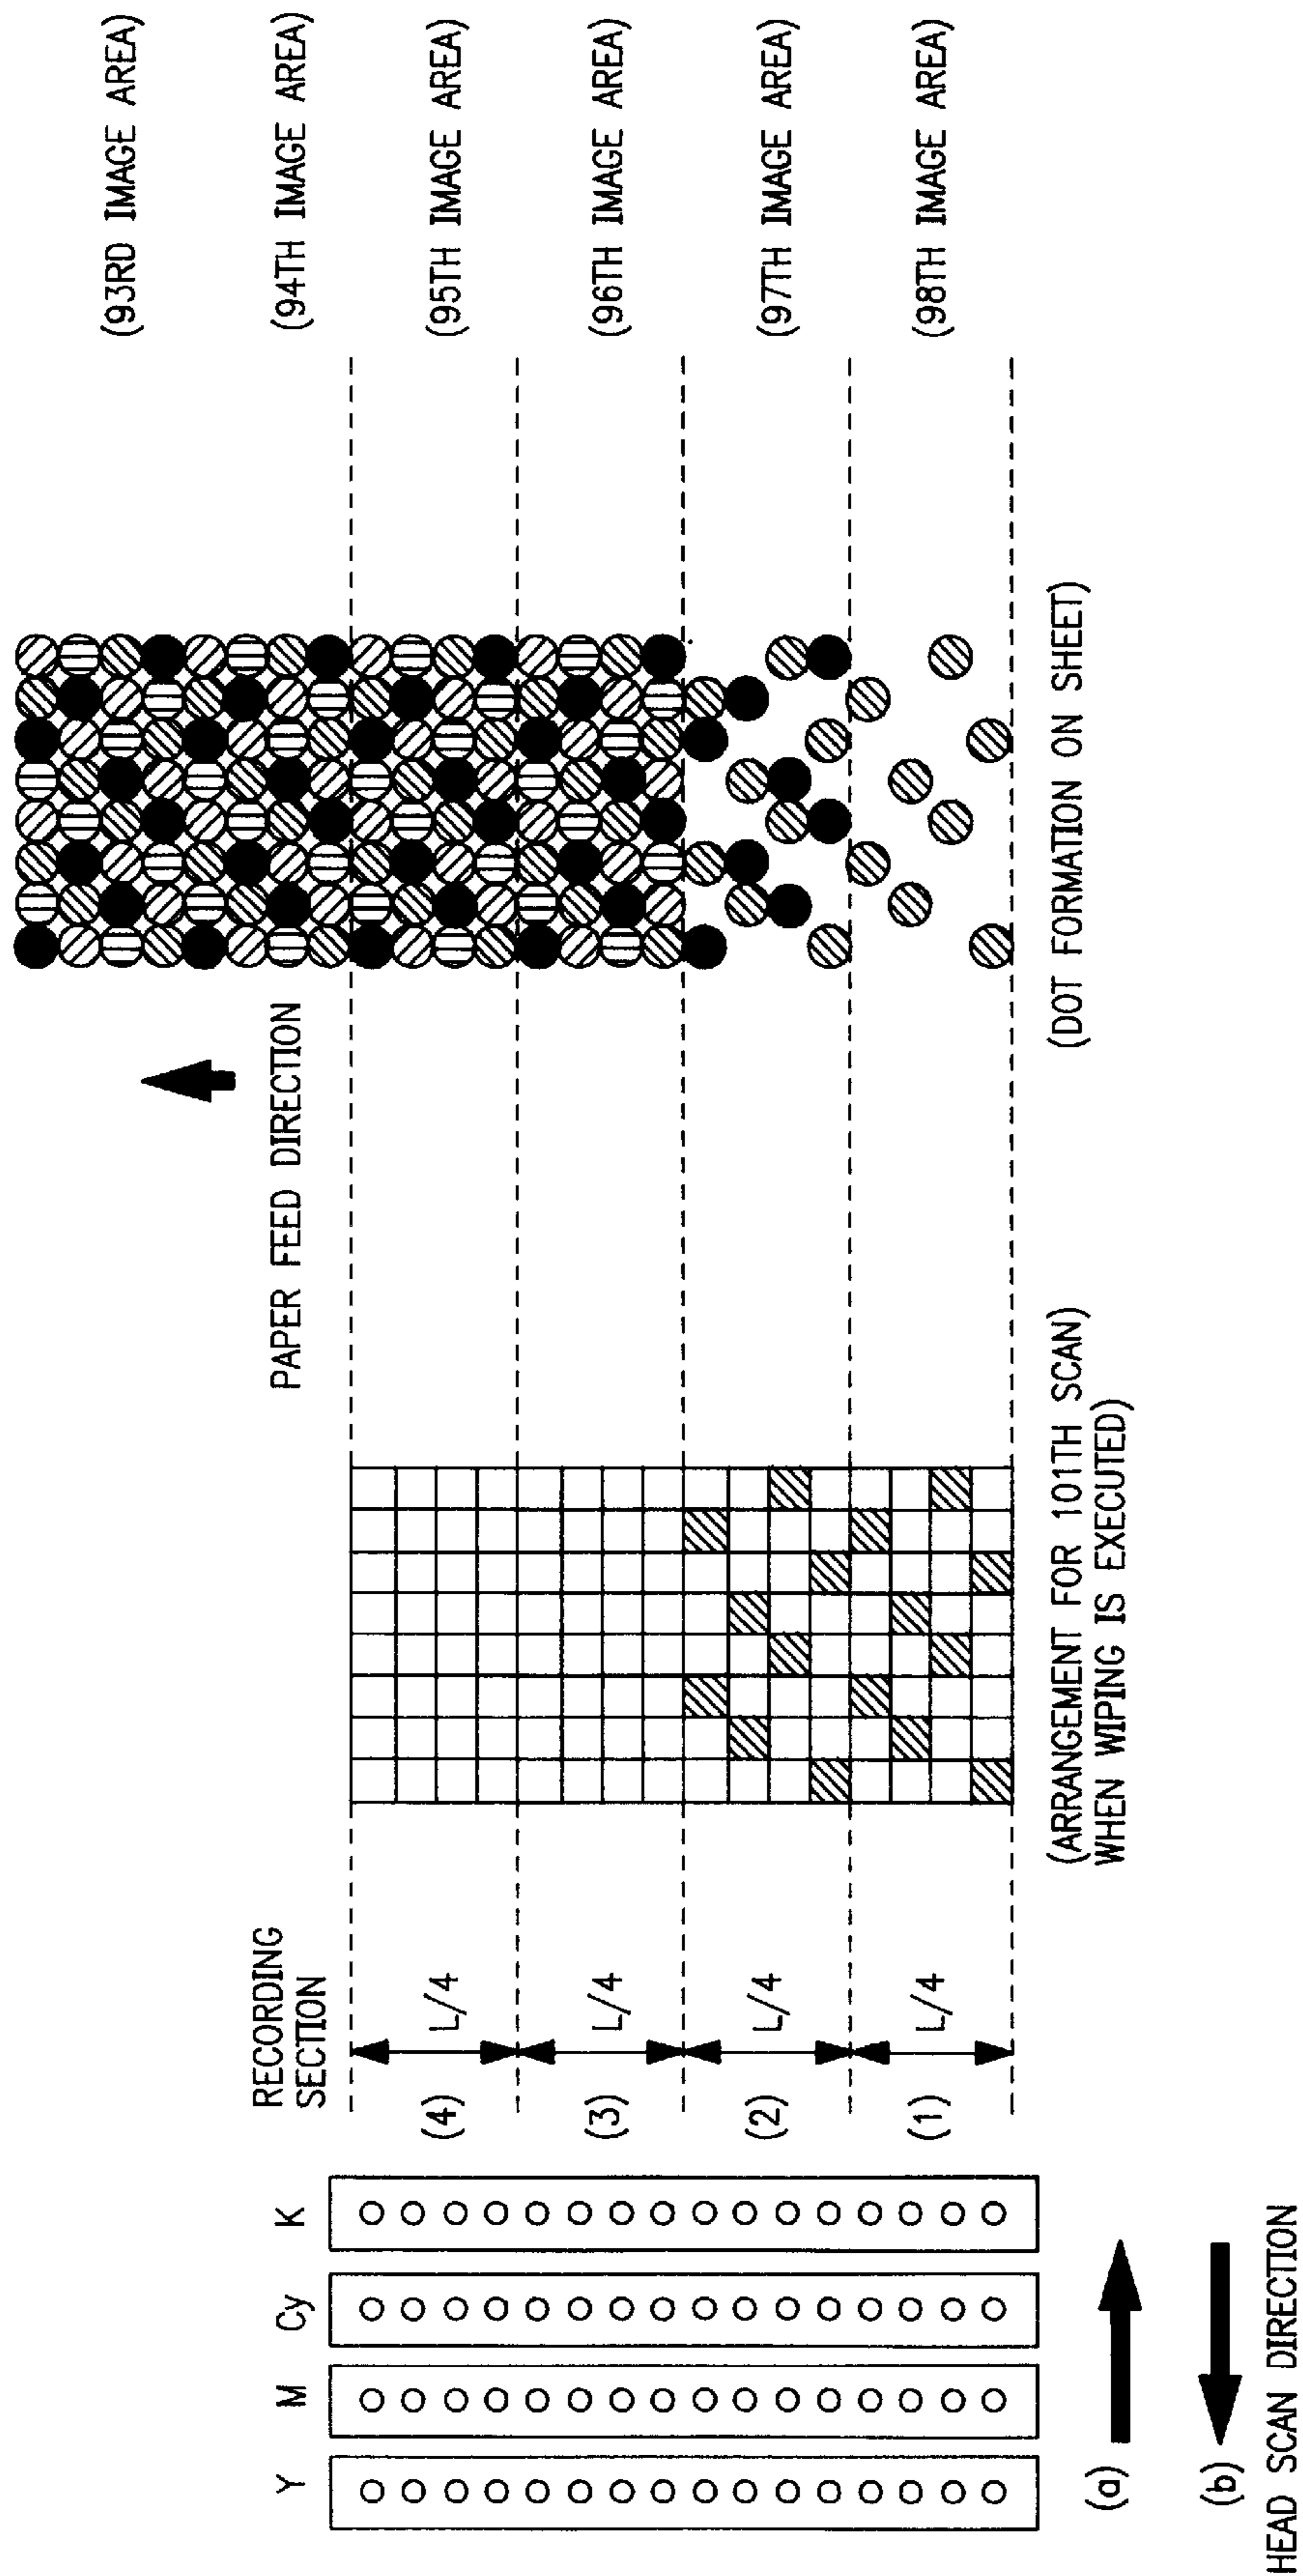 Y M Cy K
RECORDING
SECTION
(4) L/4
(3) L/4
(2) L/4
(1) L/4
(a)
(b)
HEAD SCAN DIRECTION
(ARRANGEMENT FOR 101TH SCAN)
WHEN WIPING IS EXECUTED)
PAPER FEED DIRECTION
(DOT FORMATION ON SHEET)
(93RD IMAGE AREA)
(94TH IMAGE AREA)
(95TH IMAGE AREA)
(96TH IMAGE AREA)
(97TH IMAGE AREA)
(98TH IMAGE AREA)